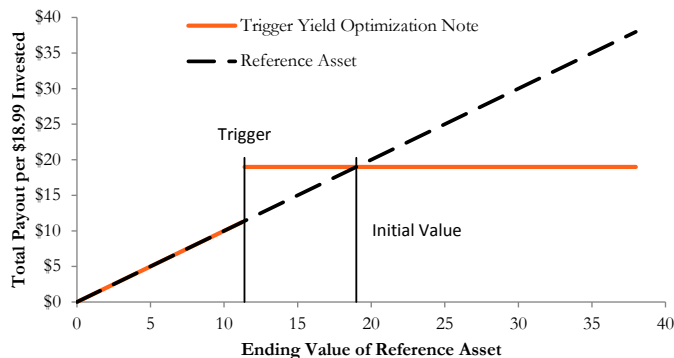 Trigger Yield Optimization Note
Reference Asset
Total Payout per $18.99 Invested
$40
$35
$30
$25
$20
$15
$10
$5
$0
Trigger
Initial Value
0 5 10 15 20 25 30 35 40
Ending Value of Reference Asset